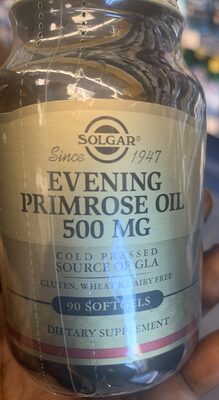 SOLGAR®
Since 1947
EVENING
PRIMROSE OIL
500 MG
COLD PRESSED
SOURCE OF GLA
GLUTEN, WHEAT & DAIRY FREE
90 SOFTGELS
DIETARY SUPPLEMENT